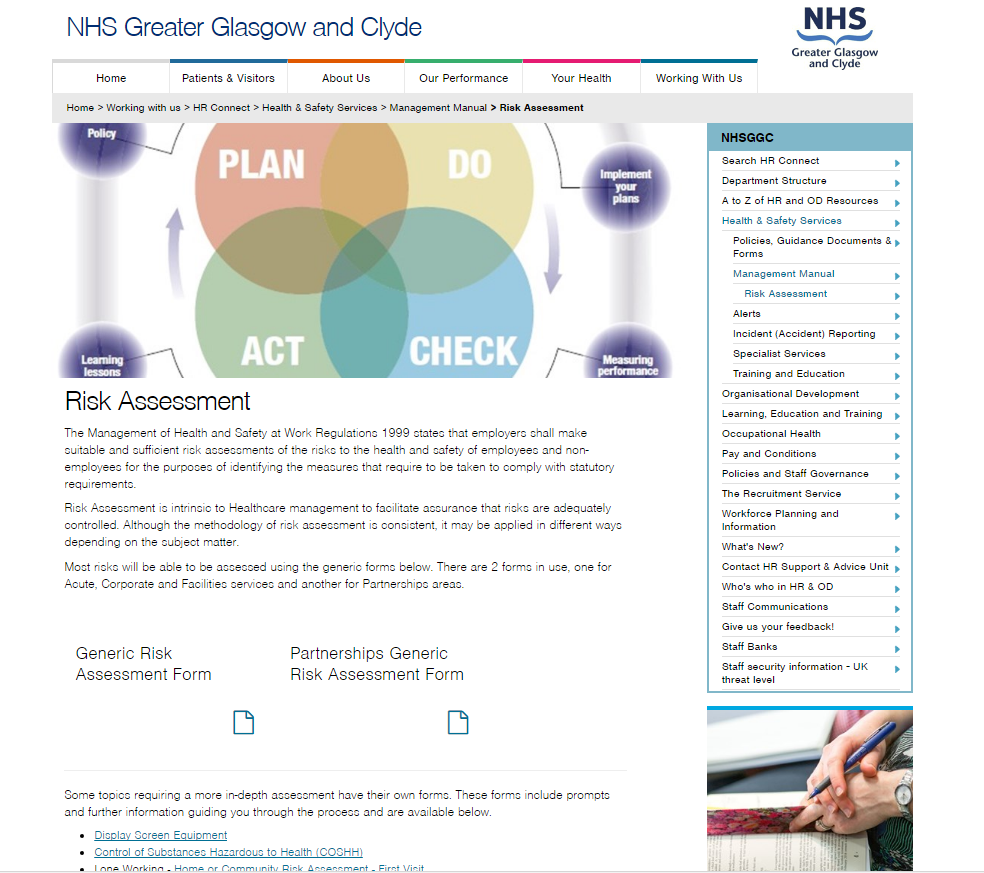 NHS Greater Glasgow and Clyde
NHS
Greater Glasgow
and Clyde
Home
Patients & Visitors
About Us
Our Performance
Your Health
Working With Us
Home > Working with us > HR Connect > Health & Safety Services > Management Manual > Risk Assessment
Policy
PLAN
DO
Implement
your
plans
ACT
CHECK
Learning
lessons
Measuring
performance
Risk Assessment
The Management of Health and Safety at Work Regulations 1999 states that employers shall make
suitable and sufficient risk assessments of the risks to the health and safety of employees and non-
employees for the purposes of identifying the measures that require to be taken to comply with statutory
requirements.
Risk Assessment is intrinsic to Healthcare management to facilitate assurance that risks are adequately
controlled. Although the methodology of risk assessment is consistent, it may be applied in different ways
depending on the subject matter.
Most risks will be able to be assessed using the generic forms below. There are 2 forms in use, one for
Acute, Corporate and Facilities services and another for Partnerships areas.
Generic Risk
Assessment Form
Partnerships Generic
Risk Assessment Form
Some topics requiring a more in-depth assessment have their own forms. These forms include prompts
and further information guiding you through the process and are available below.
Display Screen Equipment
Control of Substances Hazardous to Health (COSHH)
Lone Working - Home or Community Risk Assessment - First Visit
NHSGGC
Search HR Connect
Department Structure
A to Z of HR and OD Resources
Health & Safety Services
Policies, Guidance Documents &
Forms
Management Manual
Risk Assessment
Alerts
Incident (Accident) Reporting
Specialist Services
Training and Education
Organisational Development
Learning, Education and Training
Occupational Health
Pay and Conditions
Policies and Staff Governance
The Recruitment Service
Workforce Planning and
Information
What's New?
Contact HR Support & Advice Unit
Who's who in HR & OD
Staff Communications
Give us your feedback!
Staff Banks
Staff security information - UK
threat level